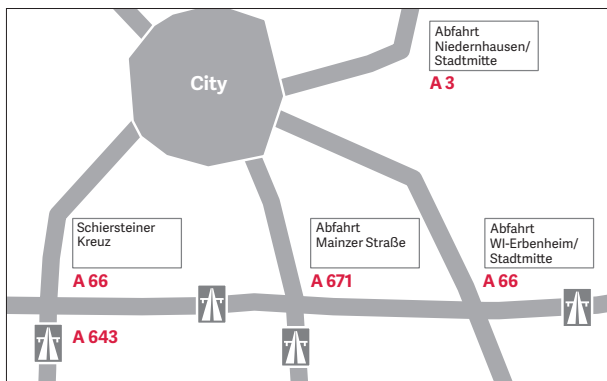 Abfahrt
Niedernhausen/
Stadtmitte
A 3
City
Schiersteiner
Kreuz
A 66
A 643
Abfahrt
Mainzer Straße
A 671
Abfahrt
WI-Erbenheim/
Stadtmitte
A 66